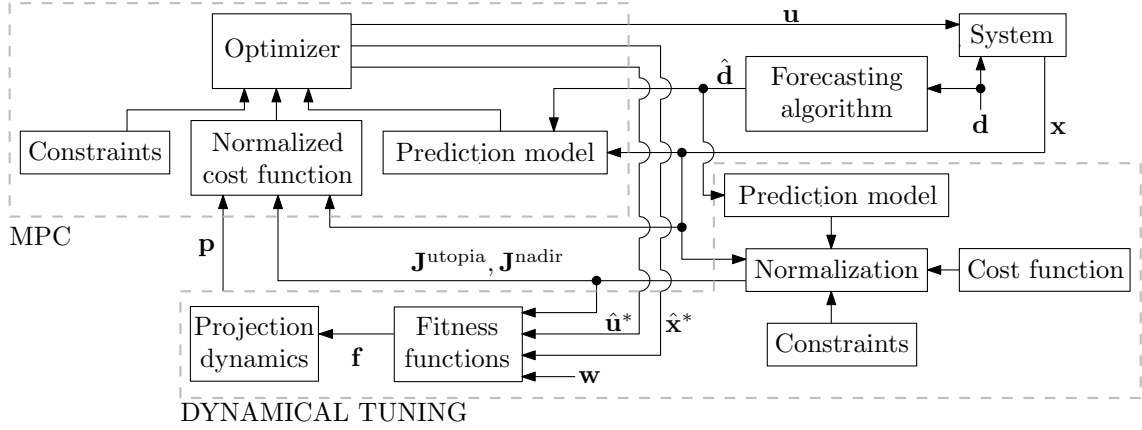 u
Optimizer
System
d̂
Forecasting
algorithm
d
x
Constraints
Normalized
cost function
Prediction model
Prediction model
MPC
p
J^utopia, J^nadir
Normalization
Cost function
Projection
dynamics
f
Fitness
functions
û*
x̂*
w
Constraints
DYNAMICAL TUNING